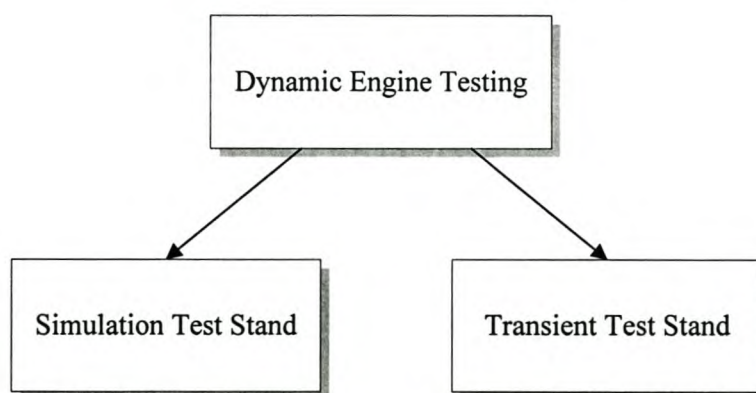 Dynamic Engine Testing
Simulation Test Stand
Transient Test Stand